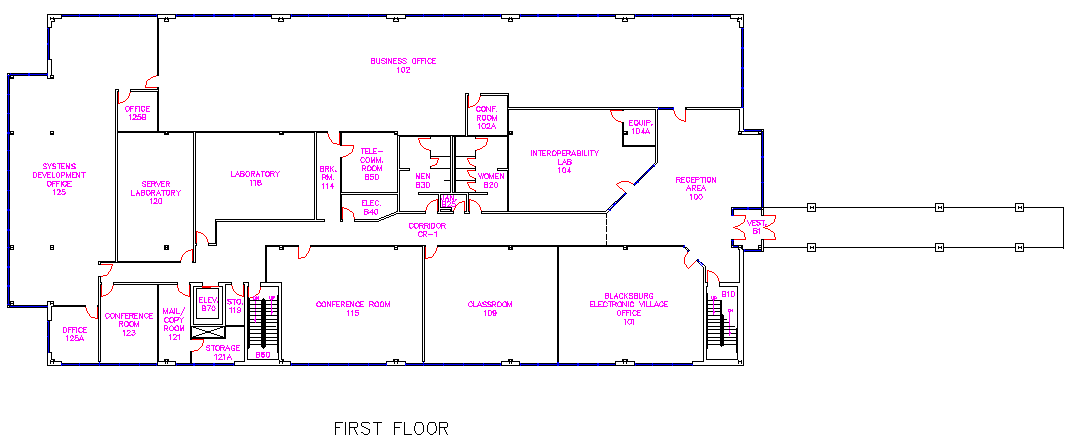 BUSINESS OFFICE
102
OFFICE
125B
CONF.
ROOM
102A
EQUIP.
104A
SYSTEMS
DEVELOPMENT
OFFICE
125
SERVER
LABORATORY
120
LABORATORY
118
BRK.
RM.
114
TELE-
COMM.
ROOM
B50
MEN
B30
WOMEN
B20
INTEROPERABILITY
LAB
104
RECEPTION
AREA
100
ELEC.
B40
CORRIDOR
CR-1
VEST.
B1
OFFICE
125A
CONFERENCE
ROOM
123
MAIL/
COPY
ROOM
121
ELEV.
B70
STO.
119
STORAGE
121A
DN
UP
B60
CONFERENCE ROOM
115
CLASSROOM
109
BLACKSBURG
ELECTRONIC VILLAGE
OFFICE
101
B10
UP
FIRST FLOOR